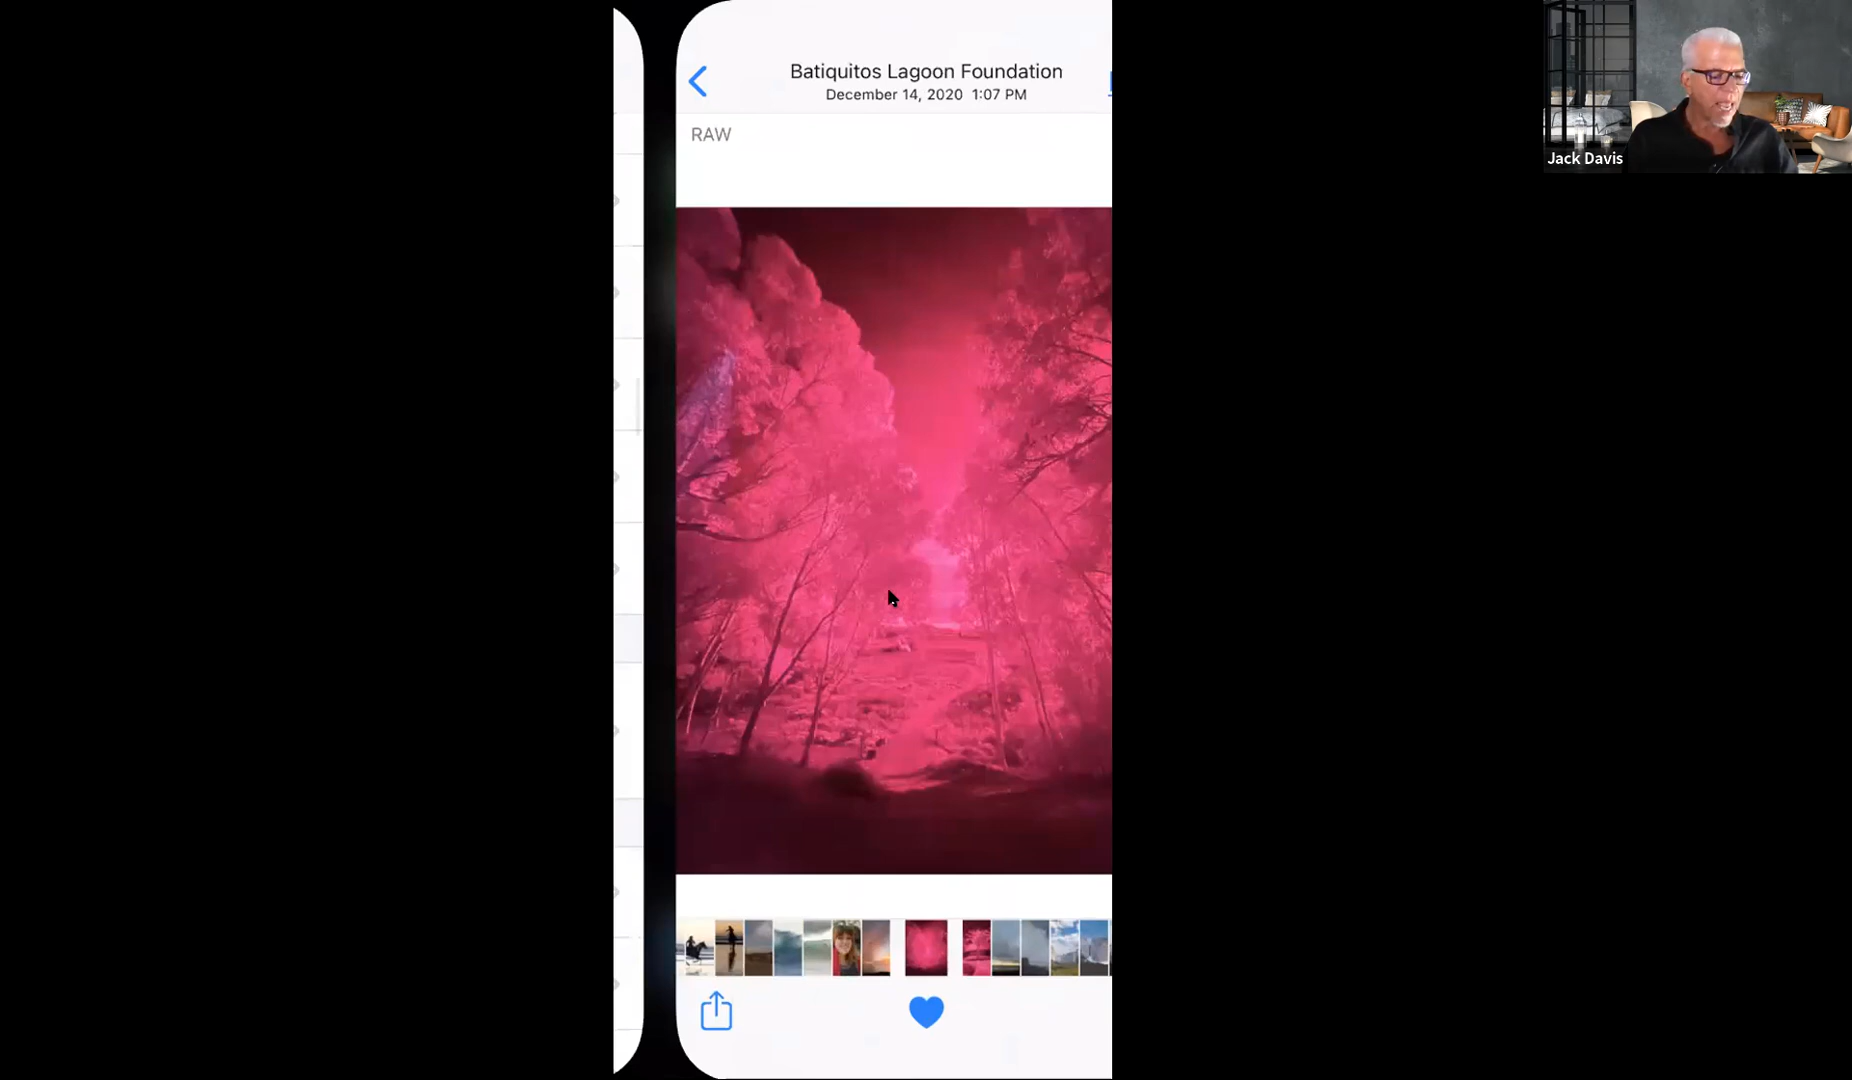 Batiquitos Lagoon Foundation
December 14, 2020 1:07 PM
RAW
Jack Davis